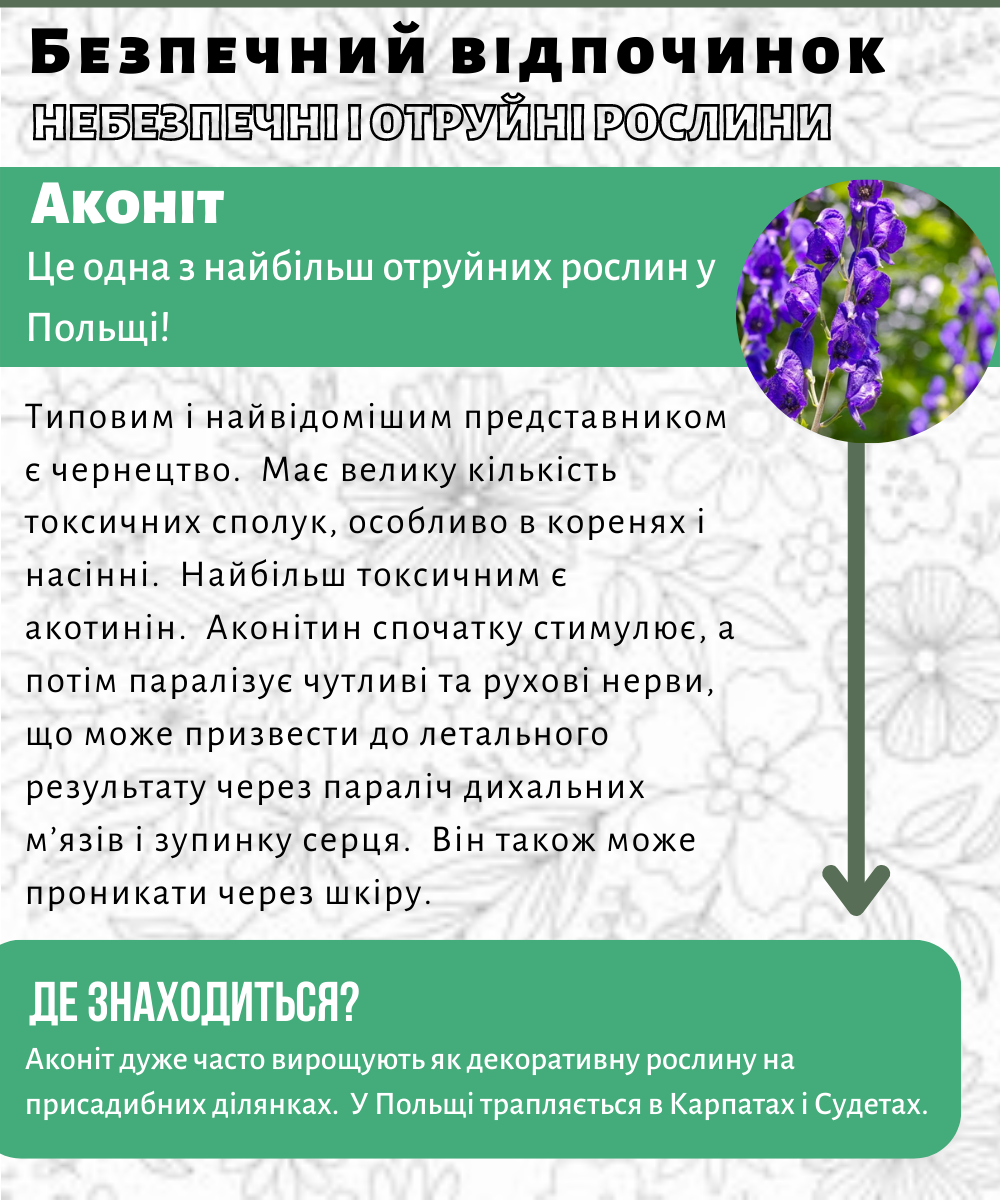 Безпечний відпочинок
НЕБЕЗПЕЧНІ І ОТРУЙНІ РОСЛИНИ
Аконіт
Це одна з найбільш отруйних рослин у
Польщі!
Типовим і найвідомішим представником
є чернецтво. Має велику кількість
токсичних сполук, особливо в коренях і
насінні. Найбільш токсичним є
акотинін. Аконітин спочатку стимулює, а
потім паралізує чутливі та рухові нерви,
що може призвести до летального
результату через параліч дихальних
м’язів і зупинку серця. Він також може
проникати через шкіру.
ДЕ ЗНАХОДИТЬСЯ?
Аконіт дуже часто вирощують як декоративну рослину на
присадибних ділянках. У Польщі трапляється в Карпатах і Судетах.